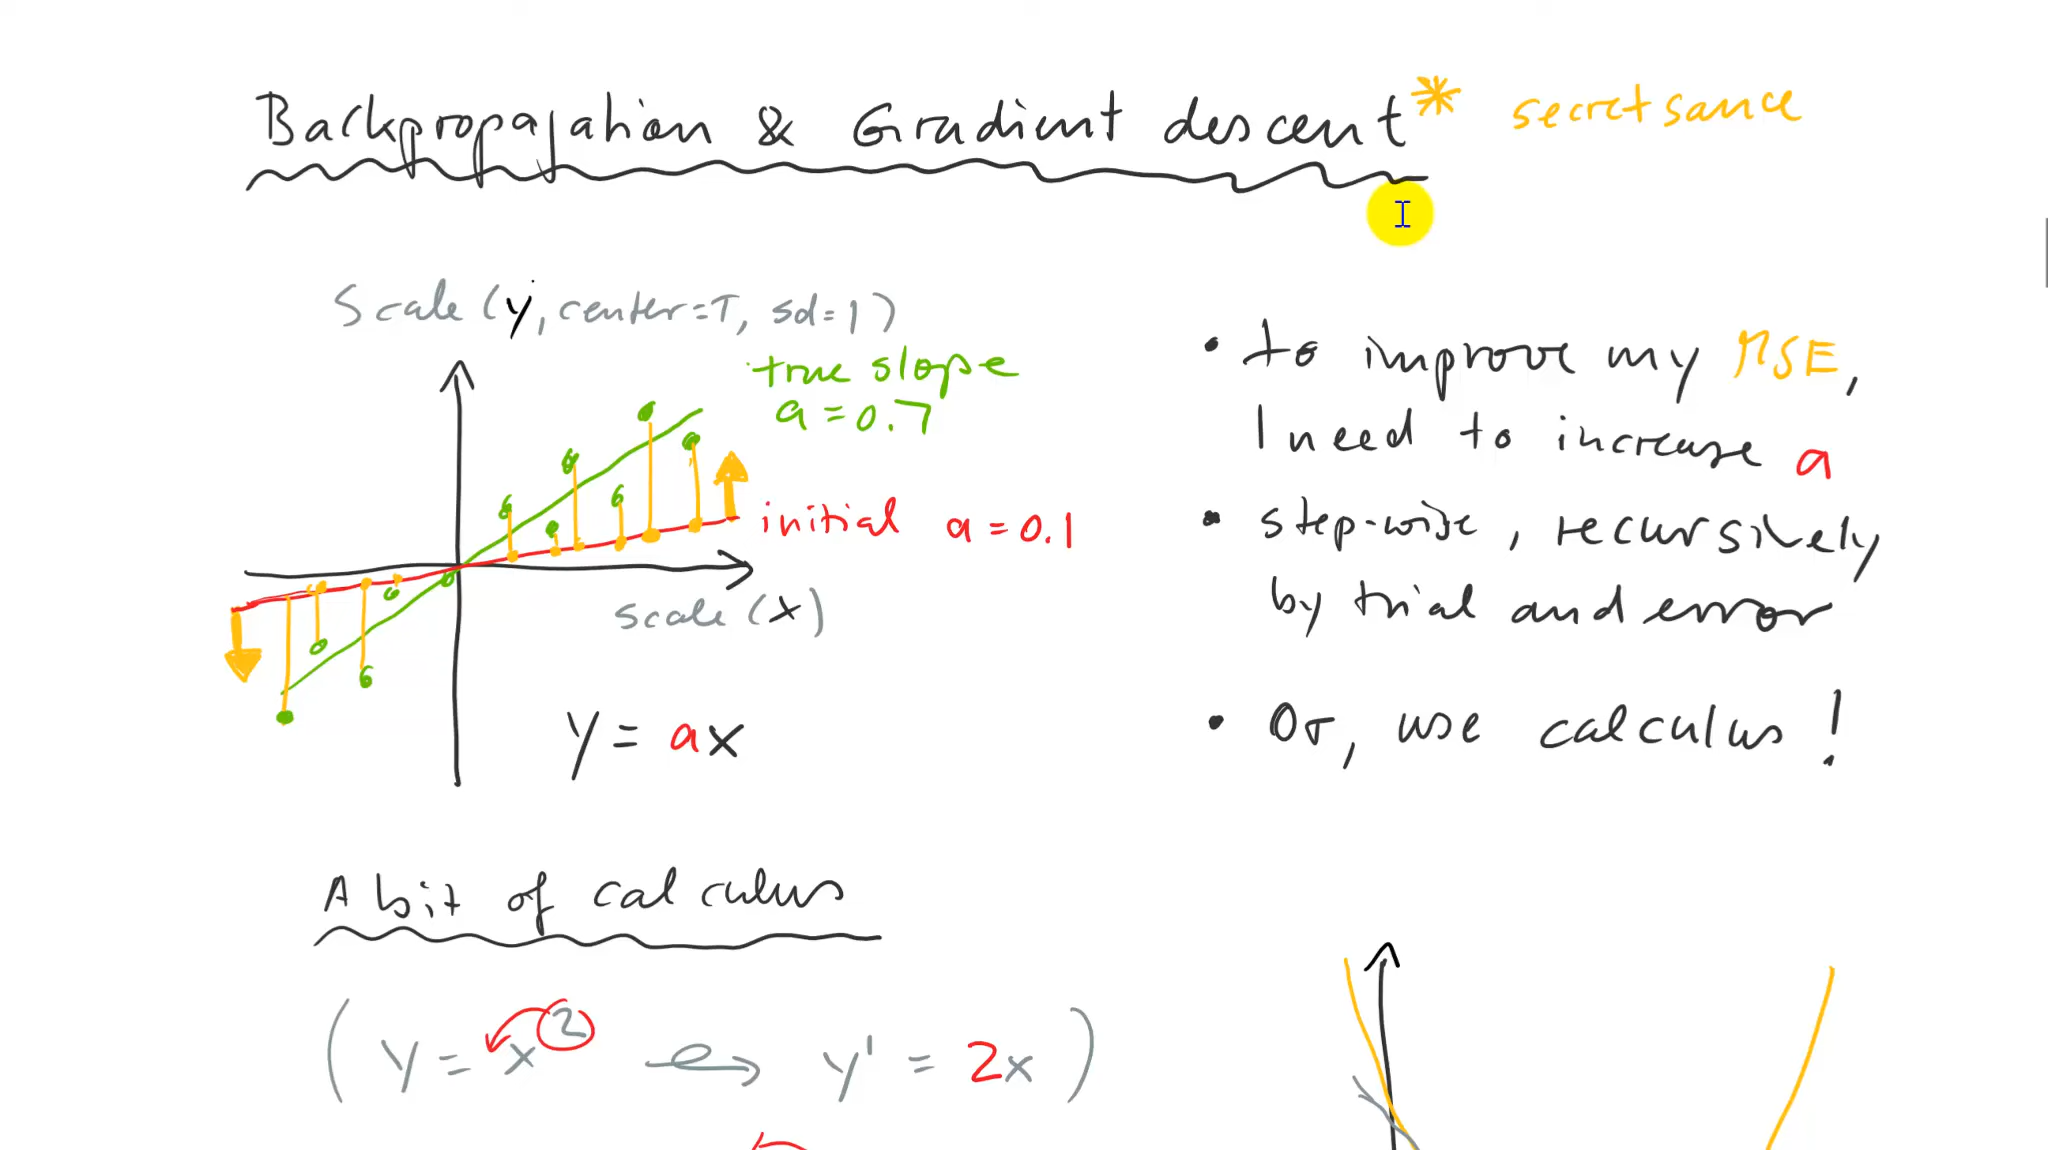 Backpropagation & Gradient descent* secret sauce
Scale (y, center=T, sd=1)
true slope
a = 0.7
initial a = 0.1
scale (x)
y = ax
• to improve my MSE,
I need to increase a
• step-wise, recursively
by trial and error
• Or, use calculus!
A bit of calculus
( y = x² → y' = 2x )